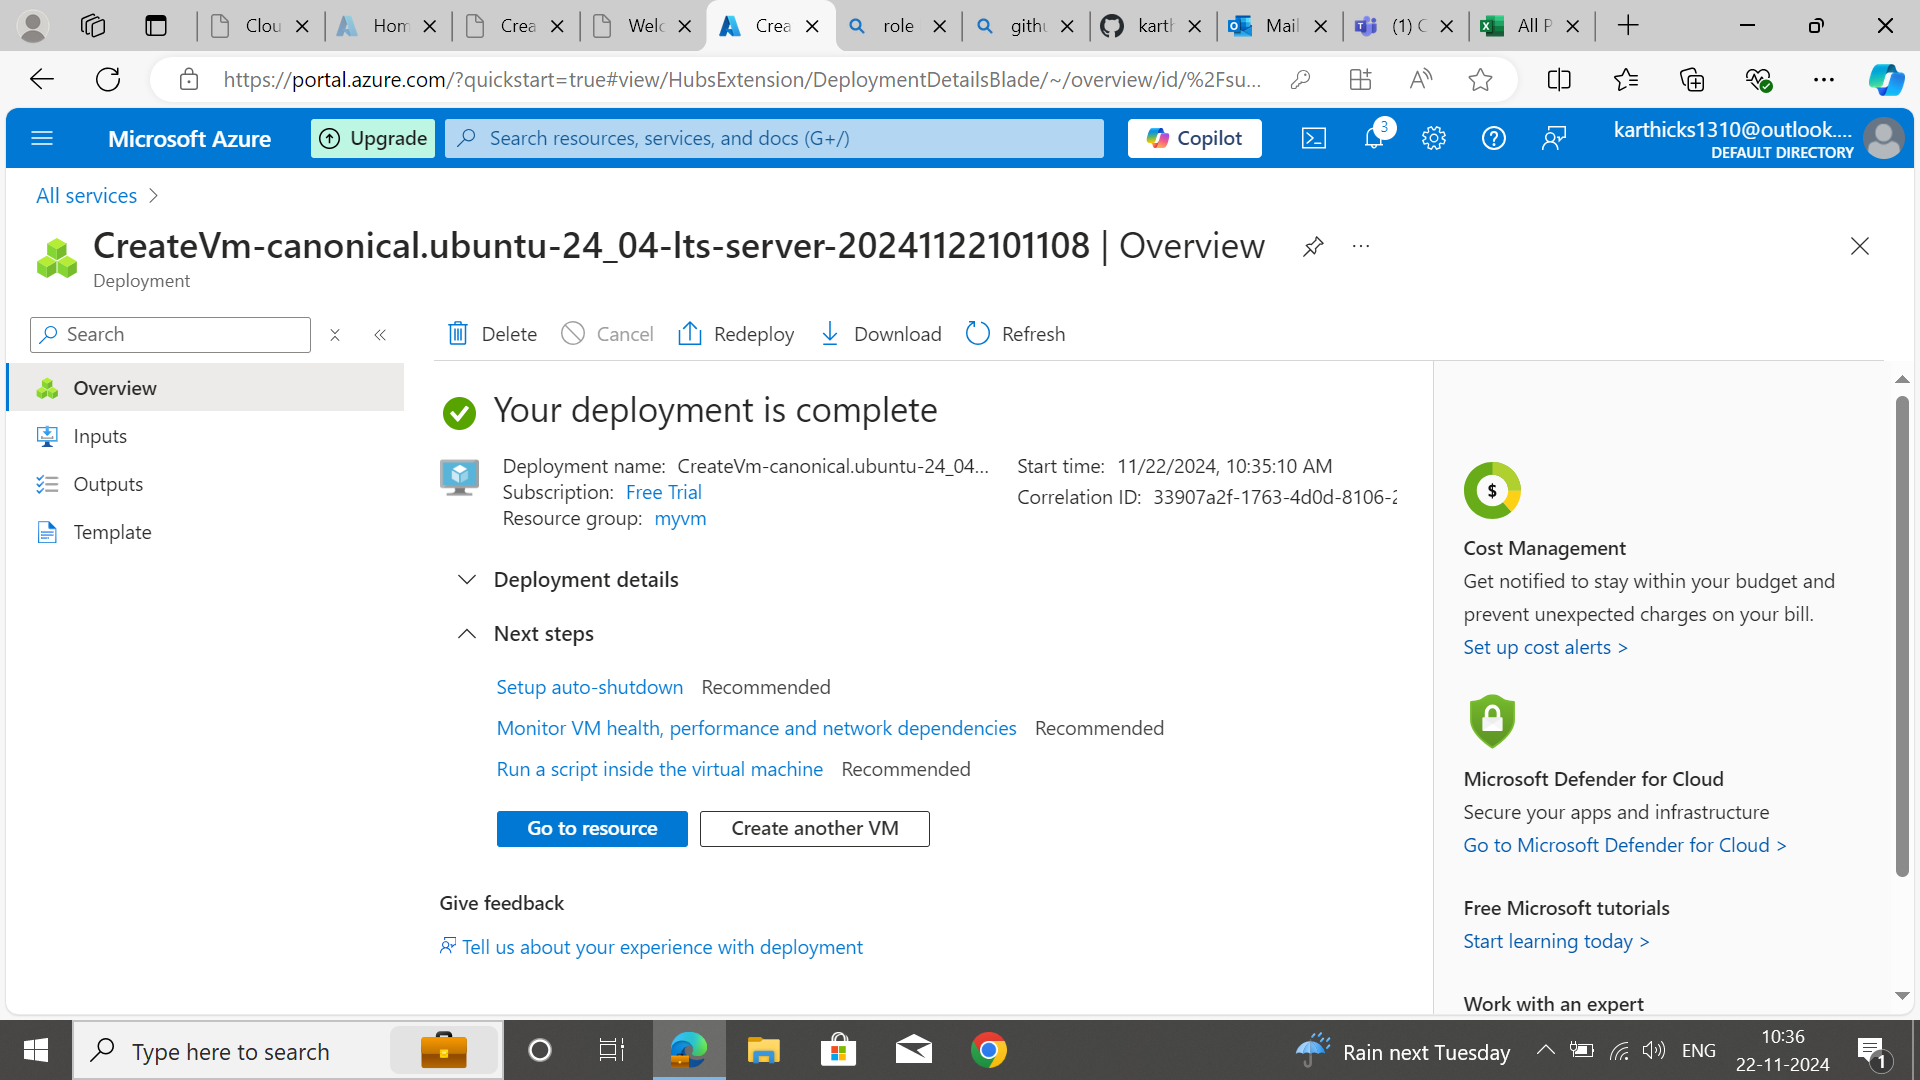 Clou
Hom
Crea
Welc
Crea
role
githu
karth
Mail
(1) C
All P
https://portal.azure.com/?quickstart=true#view/HubsExtension/DeploymentDetailsBlade/~/overview/id/%2Fsu...
Microsoft Azure
Upgrade
Search resources, services, and docs (G+/)
Copilot
3
karthicks1310@outlook....
DEFAULT DIRECTORY
All services >
CreateVm-canonical.ubuntu-24_04-lts-server-20241122101108 | Overview
Deployment
Search
Delete
Cancel
Redeploy
Download
Refresh
Overview
Inputs
Outputs
Template
Your deployment is complete
Deployment name: CreateVm-canonical.ubuntu-24_04...
Subscription: Free Trial
Resource group: myvm
Start time: 11/22/2024, 10:35:10 AM
Correlation ID: 33907a2f-1763-4d0d-8106-2
Deployment details
Next steps
Setup auto-shutdown Recommended
Monitor VM health, performance and network dependencies Recommended
Run a script inside the virtual machine Recommended
Go to resource
Create another VM
Give feedback
Tell us about your experience with deployment
$
Cost Management
Get notified to stay within your budget and
prevent unexpected charges on your bill.
Set up cost alerts >
Microsoft Defender for Cloud
Secure your apps and infrastructure
Go to Microsoft Defender for Cloud >
Free Microsoft tutorials
Start learning today >
Work with an expert
Type here to search
Rain next Tuesday
ENG
10:36
22-11-2024
1